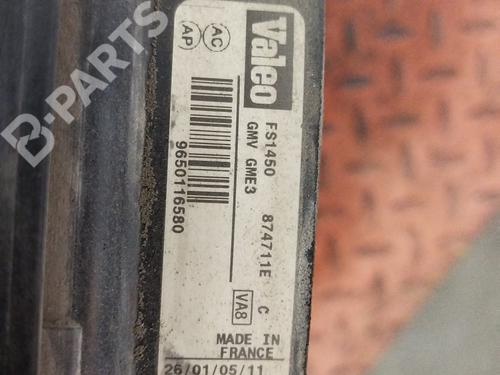 B-PARTS
Valeo
AC
AP
FS1450
GMV GME3
874711E C
9650116580
VA8
MADE IN
FRANCE
26/01/05/11